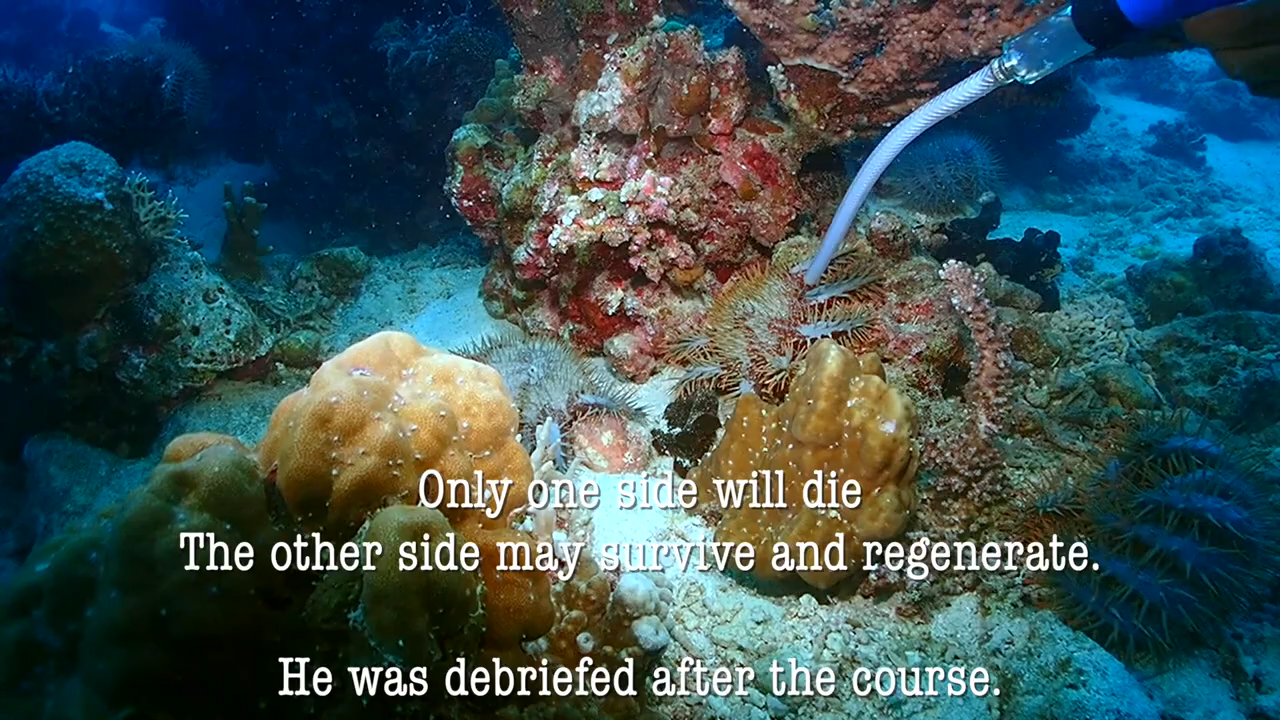 Only one side will die
The other side may survive and regenerate.
He was debriefed after the course.